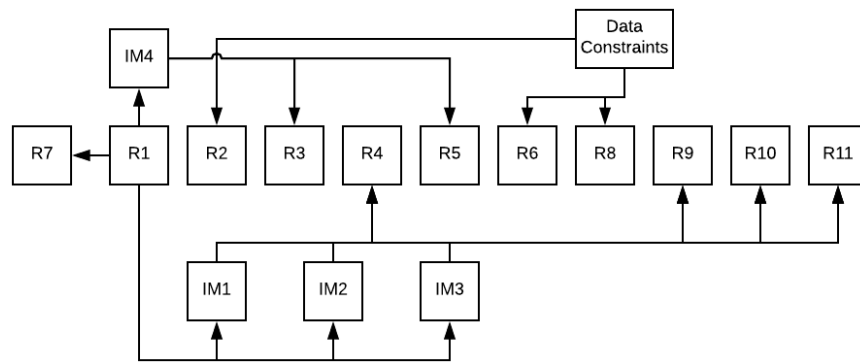 Data
Constraints
IM4
R7
R1
R2
R3
R4
R5
R6
R8
R9
R10
R11
IM1
IM2
IM3